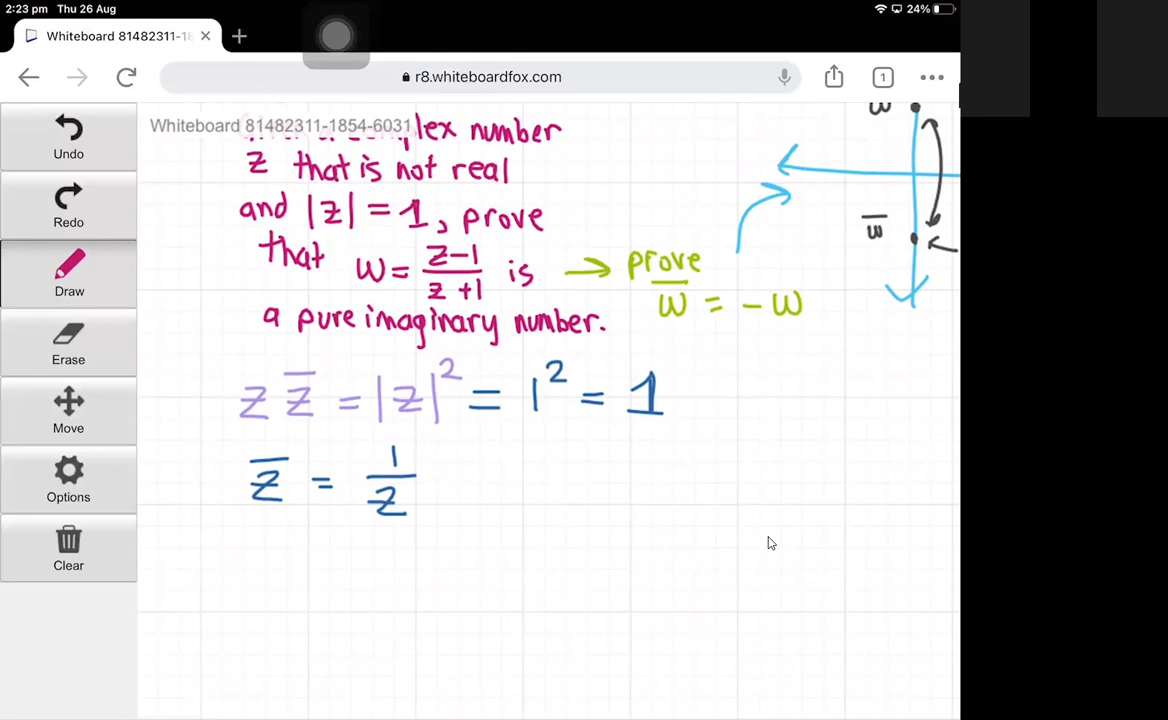 2:23 pm Thu 26 Aug
24%
Whiteboard 81482311-18
r8.whiteboardfox.com
1
Undo
Redo
Draw
Erase
Move
Options
Clear
Whiteboard 81482311-1854-6031
number
z that is not real
and |z| = 1, prove
that w = (z-1)/(z+1) is
a pure imaginary number.
→ prove
w̅ = -w
w
w̅
z z̅ = |z|² = 1² = 1
z̅ = 1/z